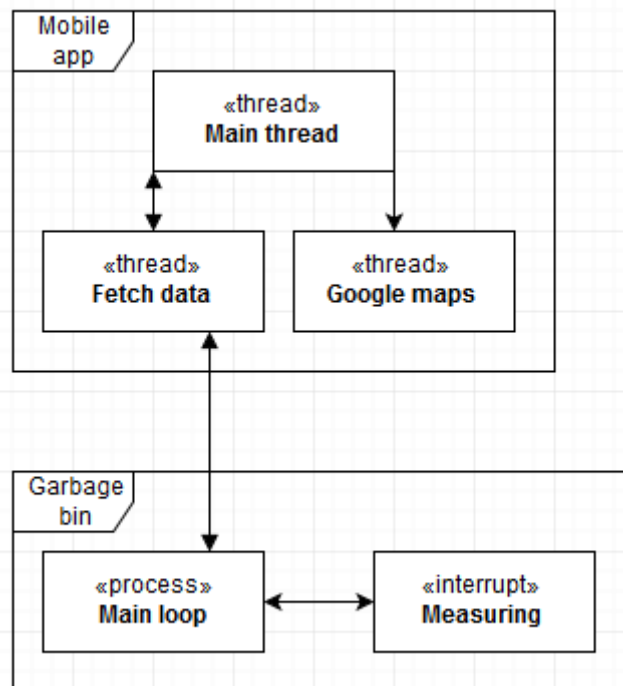 Mobile
app
«thread»
Main thread
«thread»
Fetch data
«thread»
Google maps
Garbage
bin
«process»
Main loop
«interrupt»
Measuring